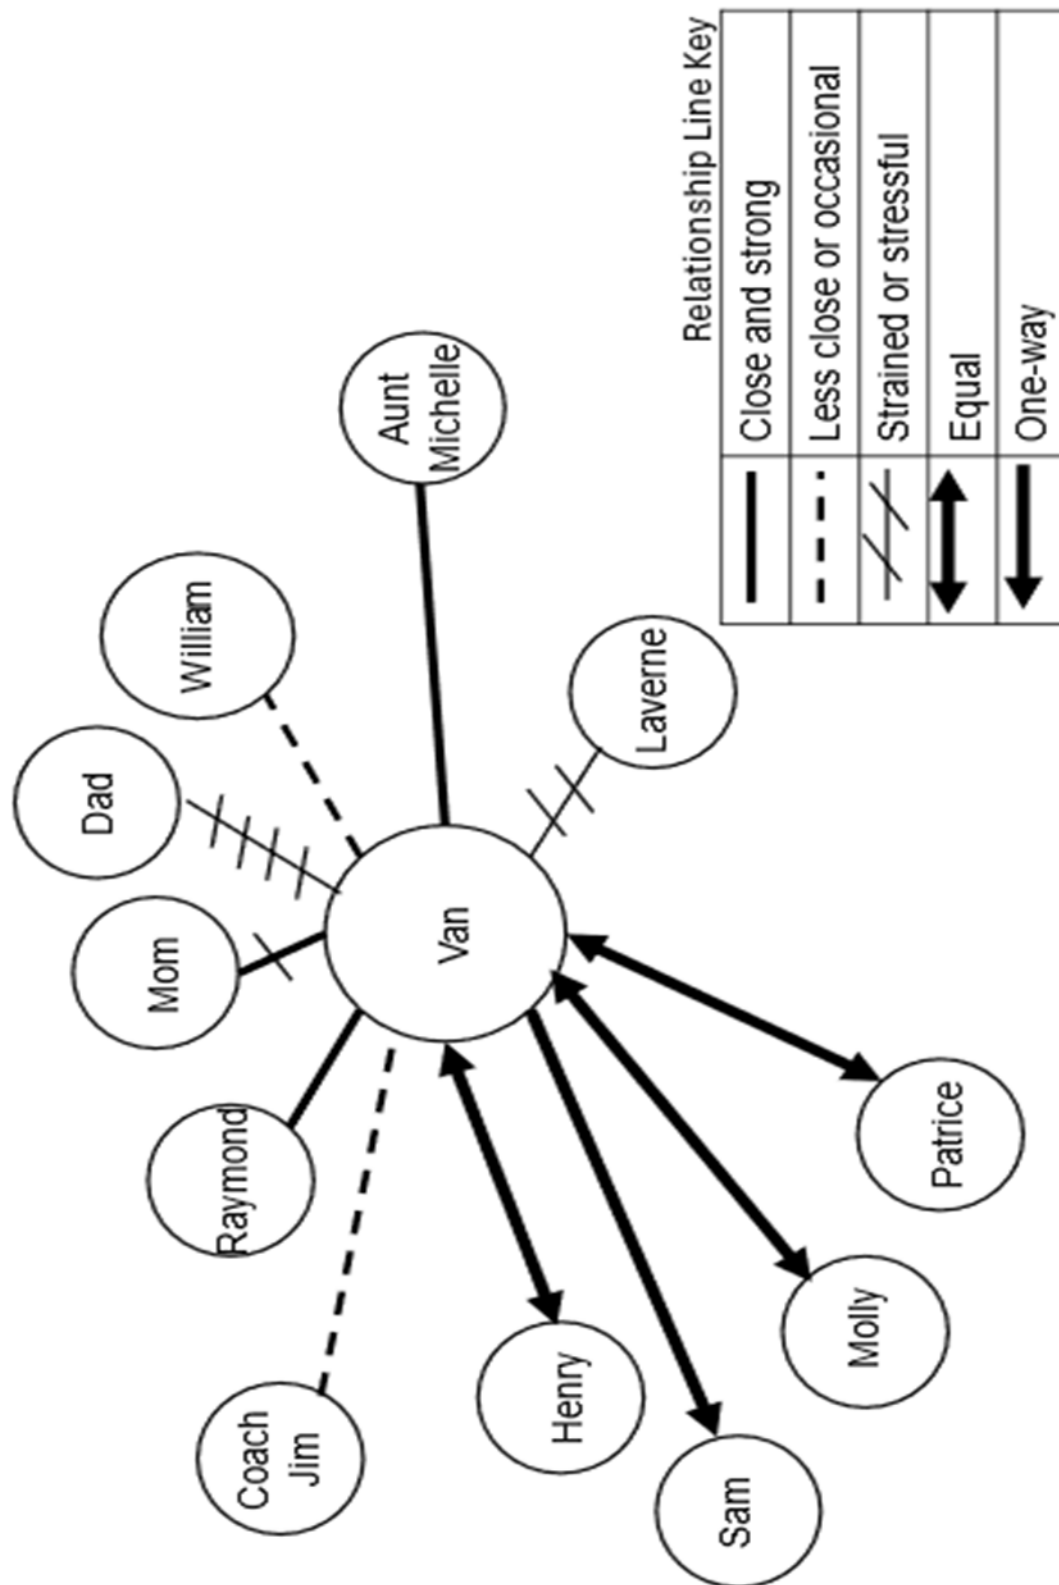 Coach
Jim
Raymond
Mom
Dad
William
Henry
Van
Aunt
Michelle
Sam
Molly
Patrice
Laverne
Relationship Line Key
Close and strong
Less close or occasional
Strained or stressful
Equal
One-way